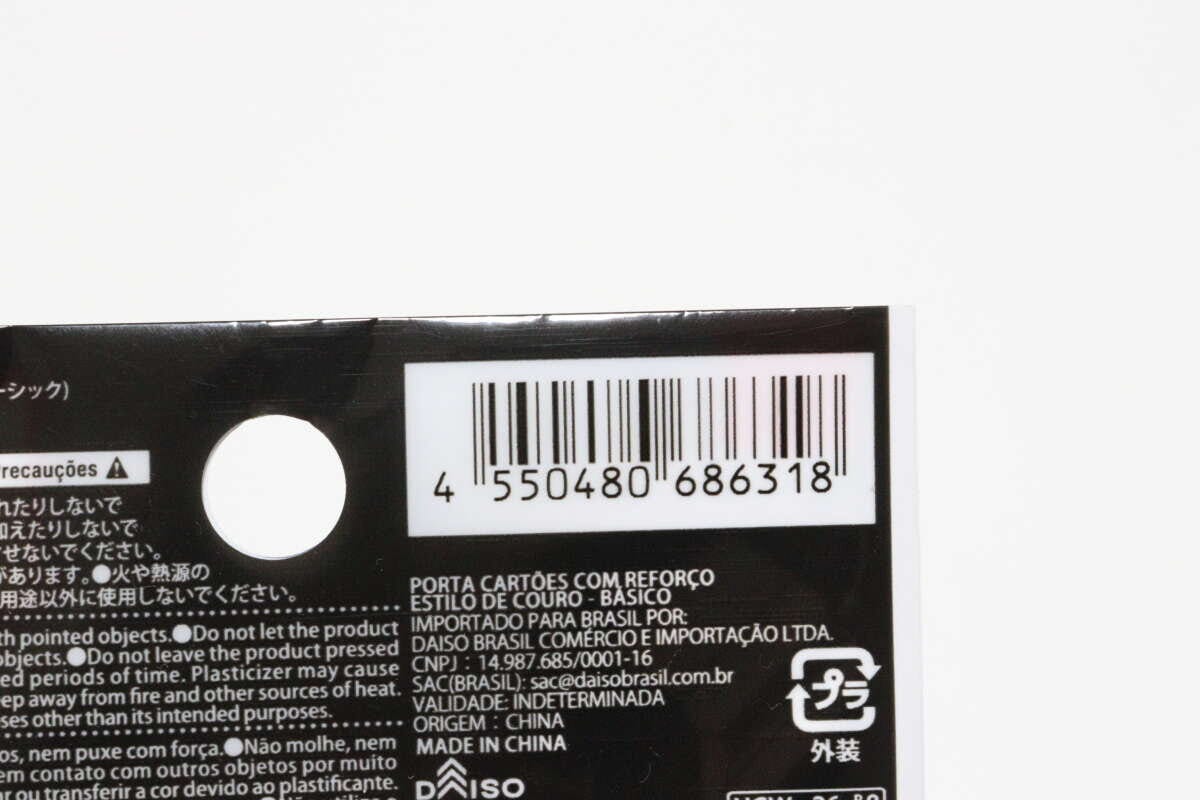 ーシック)
Precauções
れたりしないで
加えたりしないで
させないでください。
があります。●火や熱源の
用途以外に使用しないでください。
th pointed objects.●Do not let the product
objects.●Do not leave the product pressed
ed periods of time. Plasticizer may cause
eep away from fire and other sources of heat.
ses other than its intended purposes.
os, nem puxe com força.●Não molhe, nem
em contato com outros objetos por muito
ar ou transferir a cor devido ao plastificante.
4 550480 686318
PORTA CARTÕES COM REFORÇO
ESTILO DE COURO - BÁSICO
IMPORTADO PARA BRASIL POR:
DAISO BRASIL COMÉRCIO E IMPORTAÇÃO LTDA.
CNPJ : 14.987.685/0001-16
SAC(BRASIL): sac@daisobrasil.com.br
VALIDADE: INDETERMINADA
ORIGEM : CHINA
MADE IN CHINA
DAISO
プラ
外装